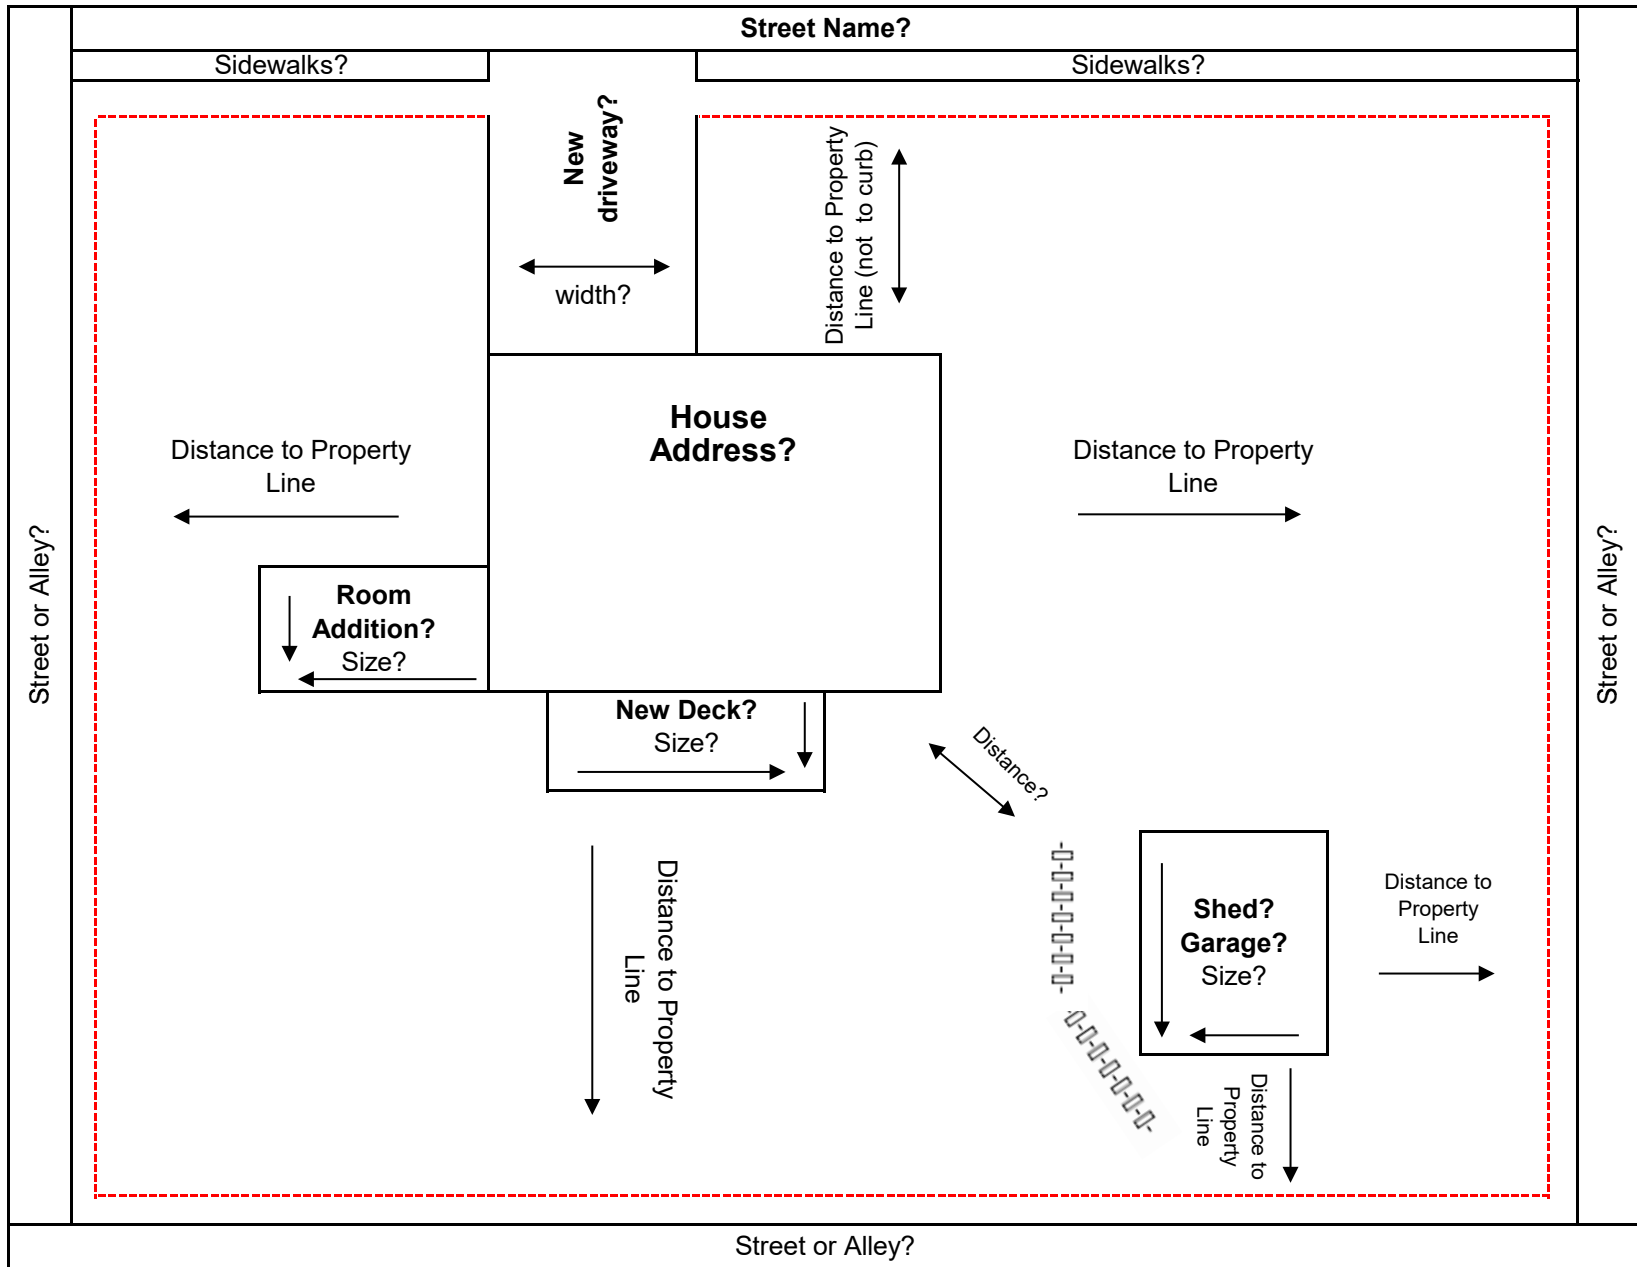 Street Name?
Sidewalks?
Sidewalks?
New
driveway?
width?
Distance to Property
Line (not to curb)
House
Address?
Distance to Property
Line
Distance to Property
Line
Street or Alley?
Street or Alley?
Room
Addition?
Size?
New Deck?
Size?
Distance?
Distance to Property
Line
Shed?
Garage?
Size?
Distance to
Property
Line
Distance to
Property
Line
Street or Alley?